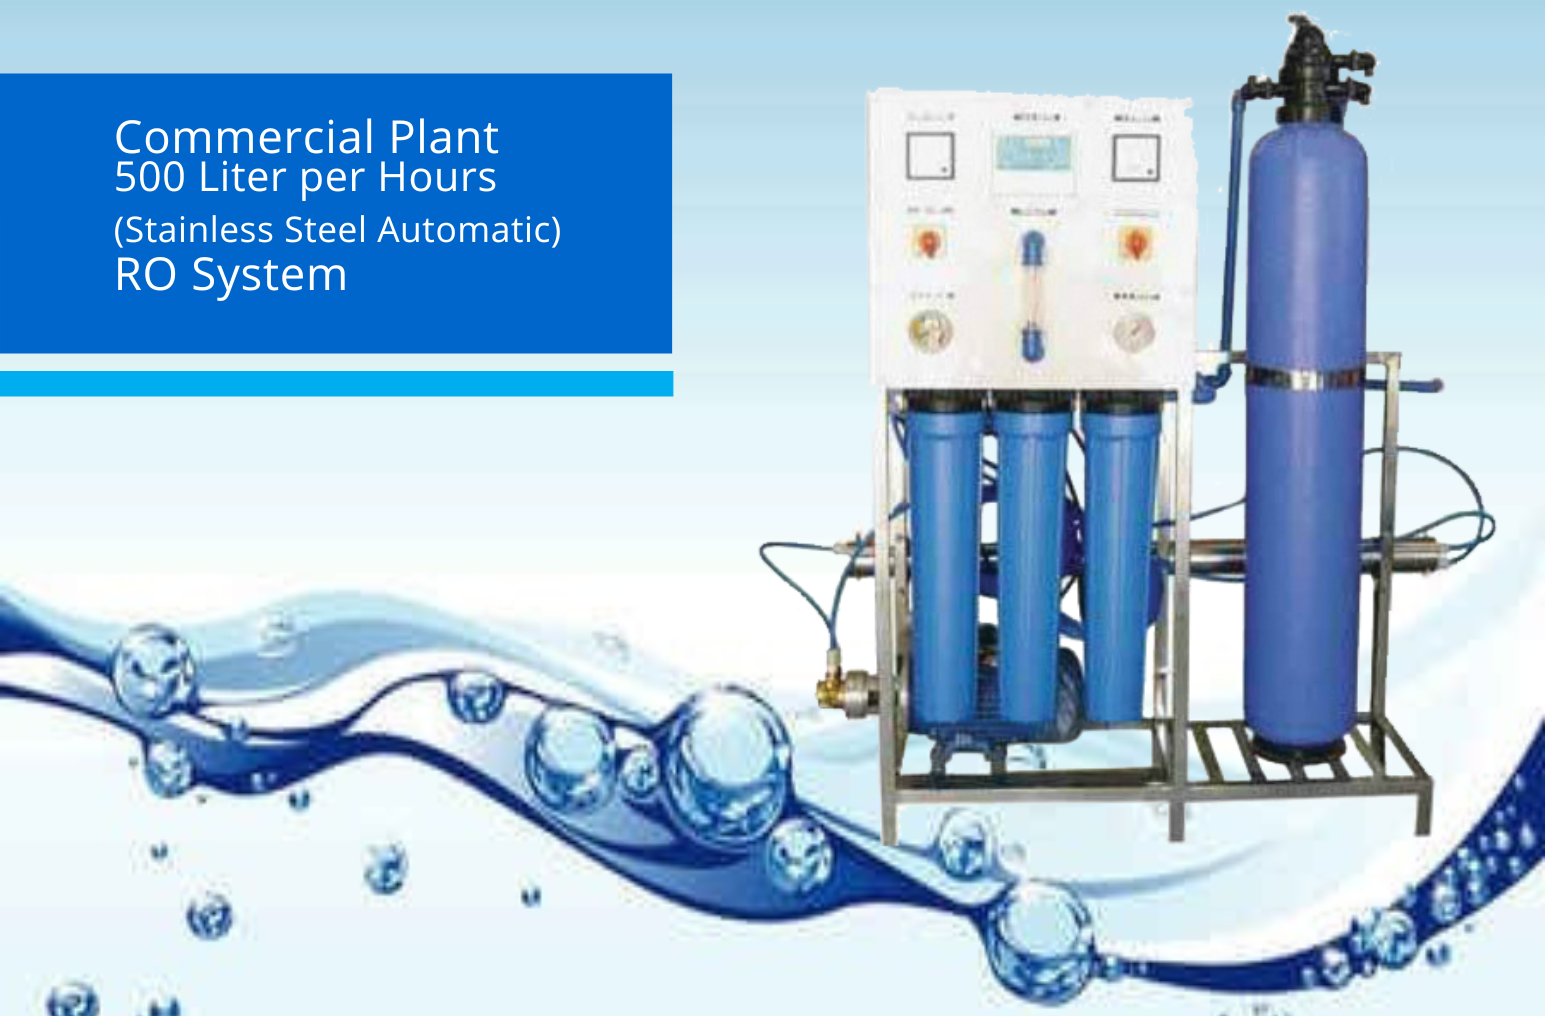 Commercial Plant
500 Liter per Hours
(Stainless Steel Automatic)
RO System